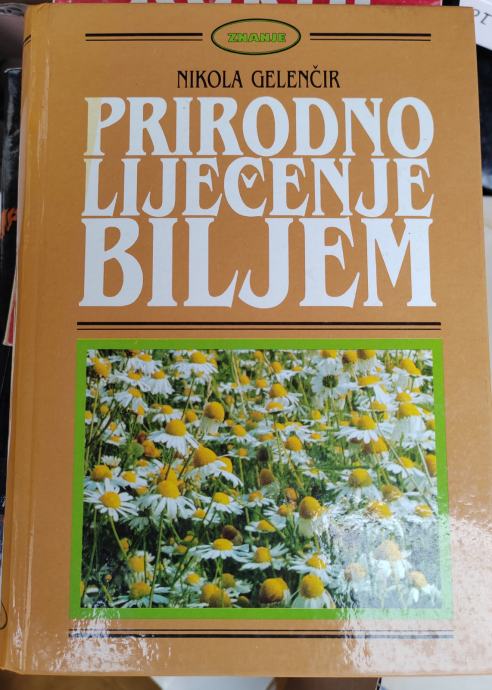 ZNANJE
NIKOLA GELENČIR
PRIRODNO
LIJEČENJE
BILJEM